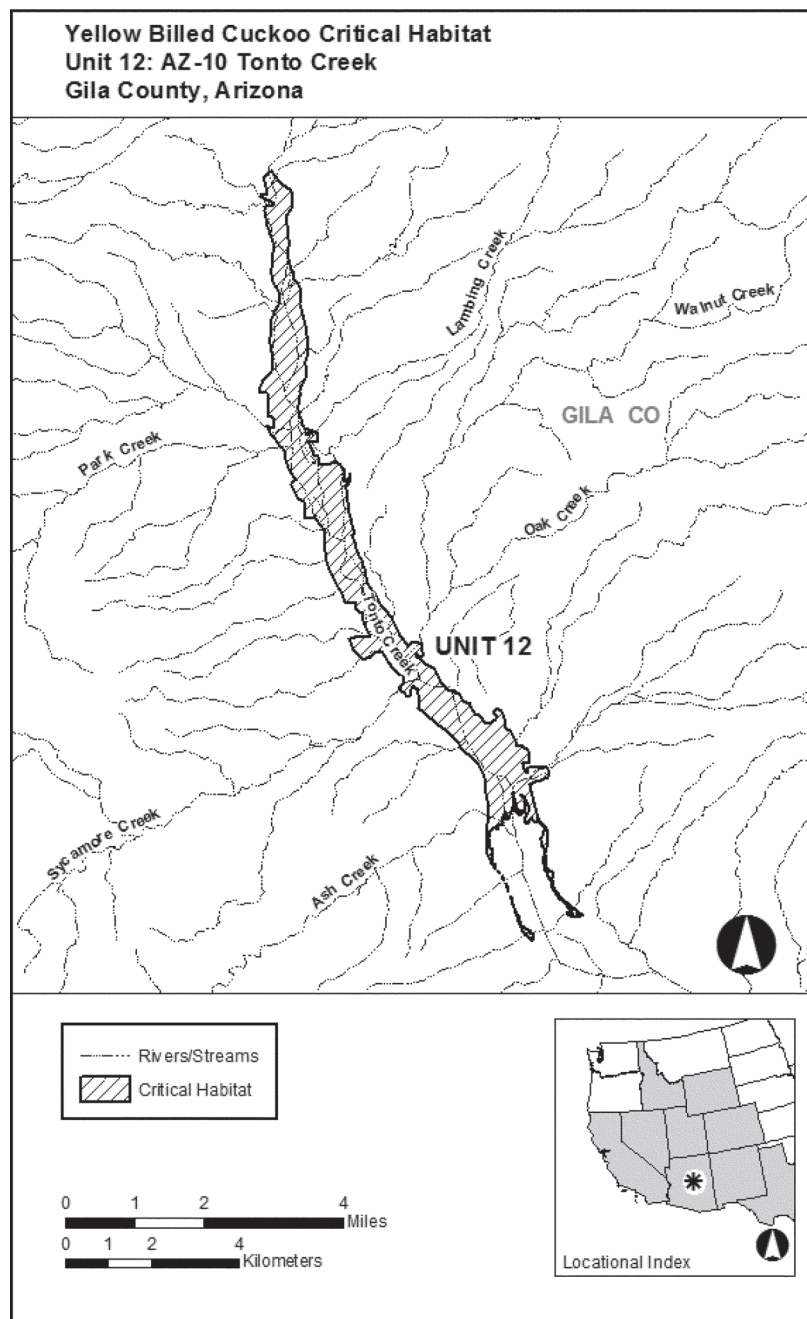 Yellow Billed Cuckoo Critical Habitat
Unit 12: AZ-10 Tonto Creek
Gila County, Arizona
Lambing Creek
Walnut Creek
GILA CO
Park Creek
Oak Creek
Tonto Creek
UNIT 12
Sycamore Creek
Ash Creek
Rivers/Streams
Critical Habitat
0 1 2 4
Miles
0 1 2 4
Kilometers
Locational Index